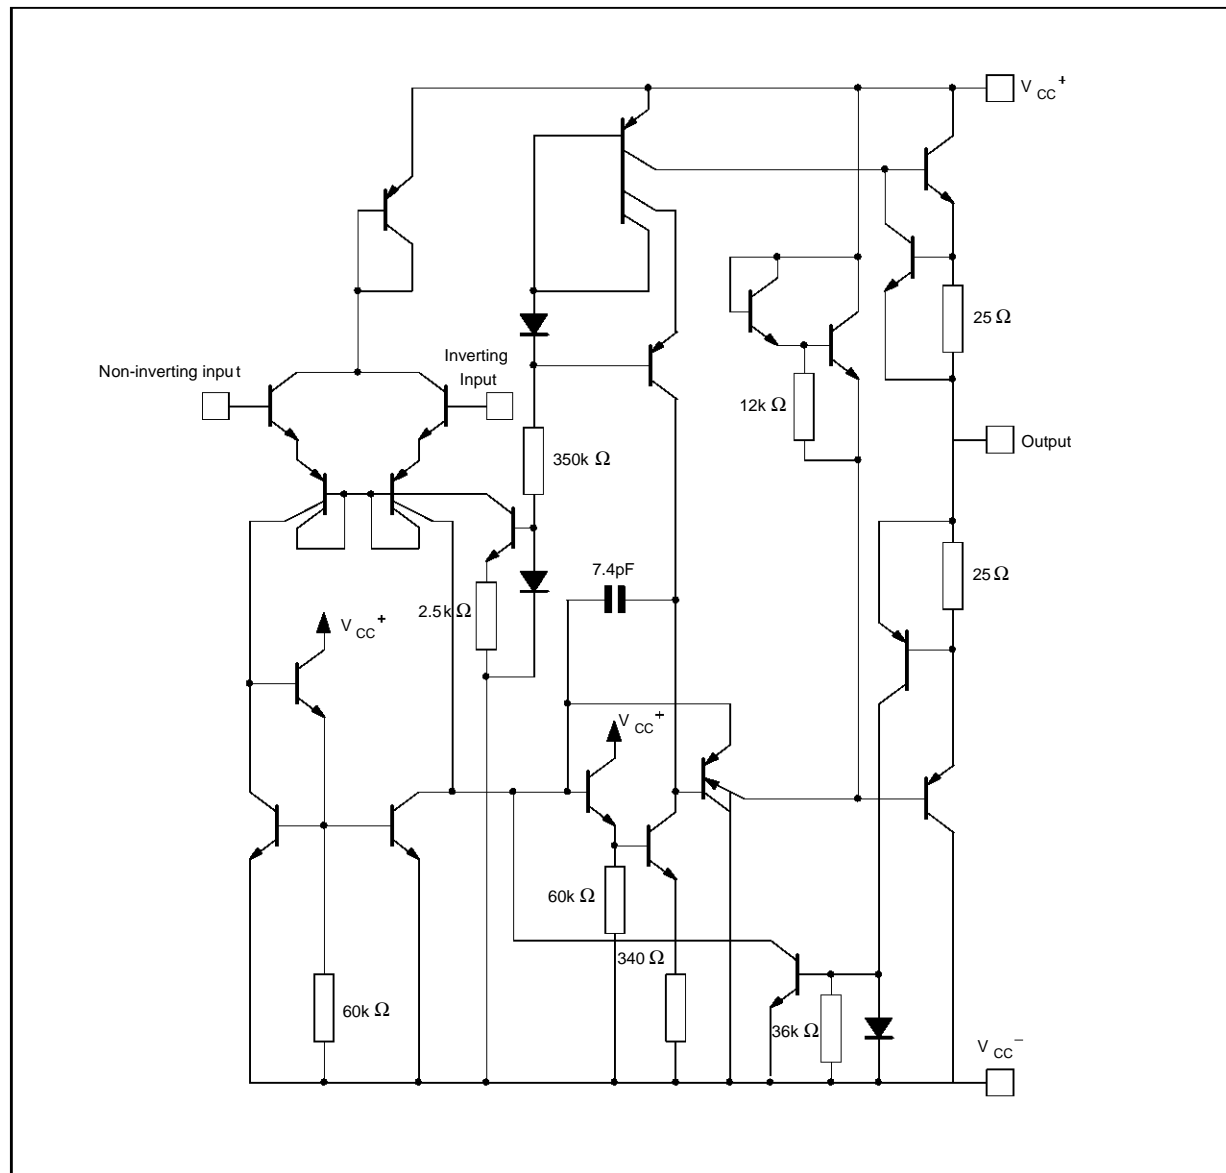 V CC +
25 Ω
Non-inverting input
Inverting
Input
12k Ω
Output
350k Ω
7.4pF
25 Ω
2.5k Ω
V CC +
V CC +
60k Ω
340 Ω
60k Ω
36k Ω
V CC −